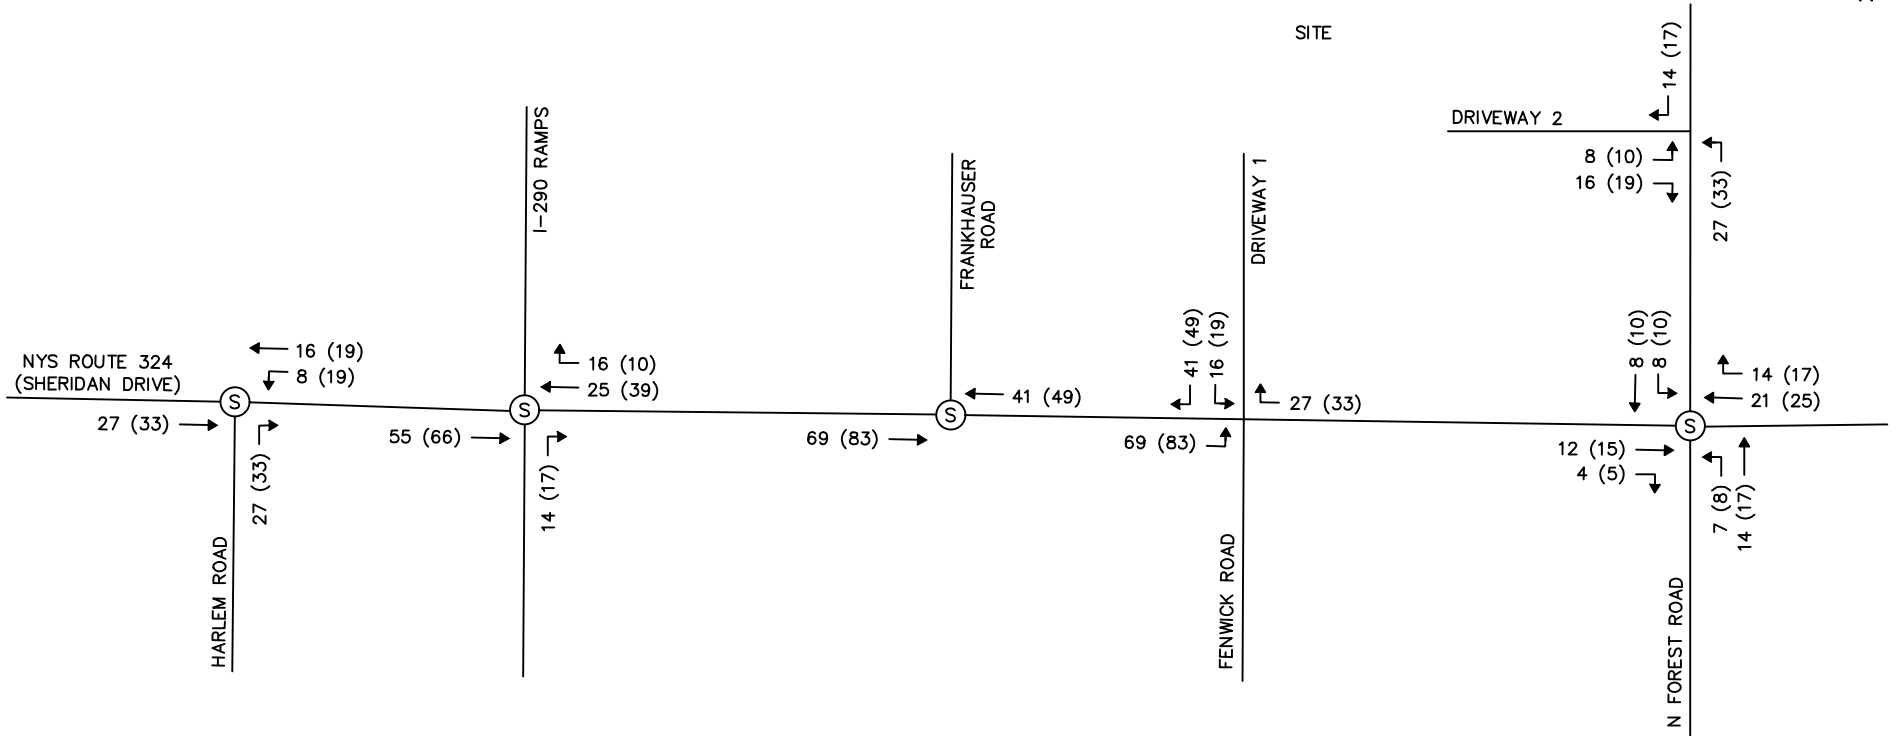 SITE
14 (17)
DRIVEWAY 2
8 (10)
16 (19)
27 (33)
I-290 RAMPS
FRANKHAUSER
ROAD
DRIVEWAY 1
NYS ROUTE 324
(SHERIDAN DRIVE)
16 (19)
8 (19)
S
27 (33)
27 (33)
HARLEM ROAD
16 (10)
25 (39)
S
55 (66)
14 (17)
41 (49)
S
69 (83)
41 (49)
16 (19)
27 (33)
69 (83)
FENWICK ROAD
8 (10)
8 (10)
14 (17)
21 (25)
S
12 (15)
4 (5)
7 (8)
14 (17)
N FOREST ROAD